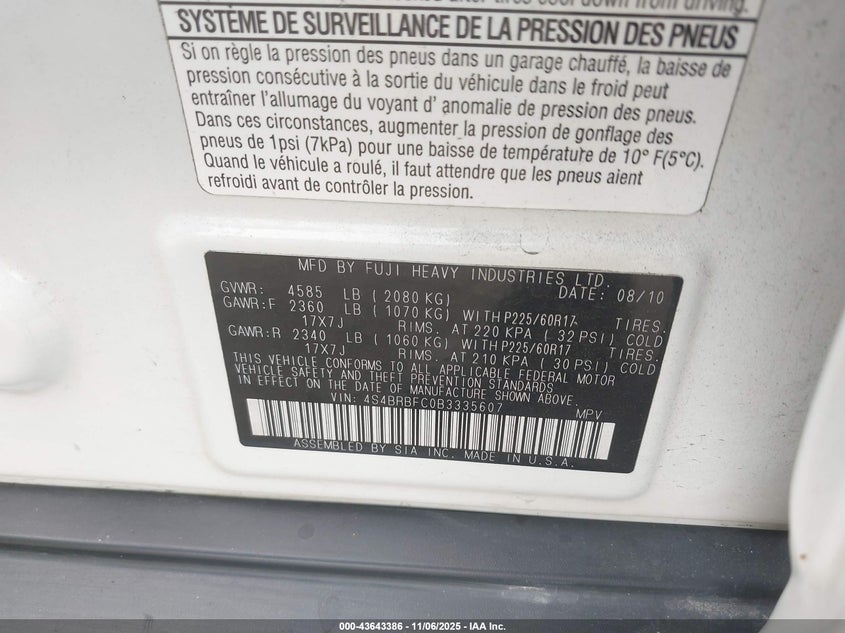 after tires cool down from driving.
SYSTÈME DE SURVEILLANCE DE LA PRESSION DES PNEUS
Si on règle la pression des pneus dans un garage chauffé, la baisse de
pression consécutive à la sortie du véhicule dans le froid peut
entraîner l'allumage du voyant d' anomalie de pression des pneus.
Dans ces circonstances, augmenter la pression de gonflage des
pneus de 1psi (7kPa) pour une baisse de température de 10° F(5°C).
Quand le véhicule a roulé, il faut attendre que les pneus aient
refroidi avant de contrôler la pression.
MFD BY FUJI HEAVY INDUSTRIES LTD.
GVWR: 4585 LB (2080 KG) DATE: 08/10
GAWR:F 2360 LB (1070 KG) WITH P225/60R17 TIRES.
17X7J RIMS. AT 220 KPA (32 PSI) COLD
GAWR:R 2340 LB (1060 KG) WITH P225/60R17 TIRES.
17X7J RIMS. AT 210 KPA (30 PSI) COLD
THIS VEHICLE CONFORMS TO ALL APPLICABLE FEDERAL MOTOR
VEHICLE SAFETY AND THEFT PREVENTION STANDARDS
IN EFFECT ON THE DATE OF MANUFACTURE SHOWN ABOVE.
VIN: 4S4BRBFC0B3335607 MPV
ASSEMBLED BY SIA INC. MADE IN U.S.A.
000-43643386 - 11/06/2025 - IAA Inc.